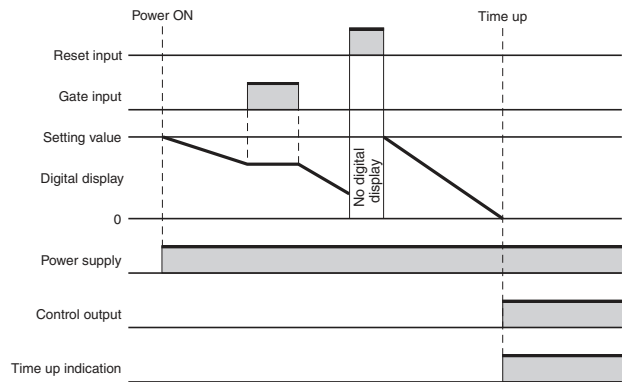 Power ON
Time up
Reset input
Gate input
Setting value
Digital display
No digital
display
0
Power supply
Control output
Time up indication